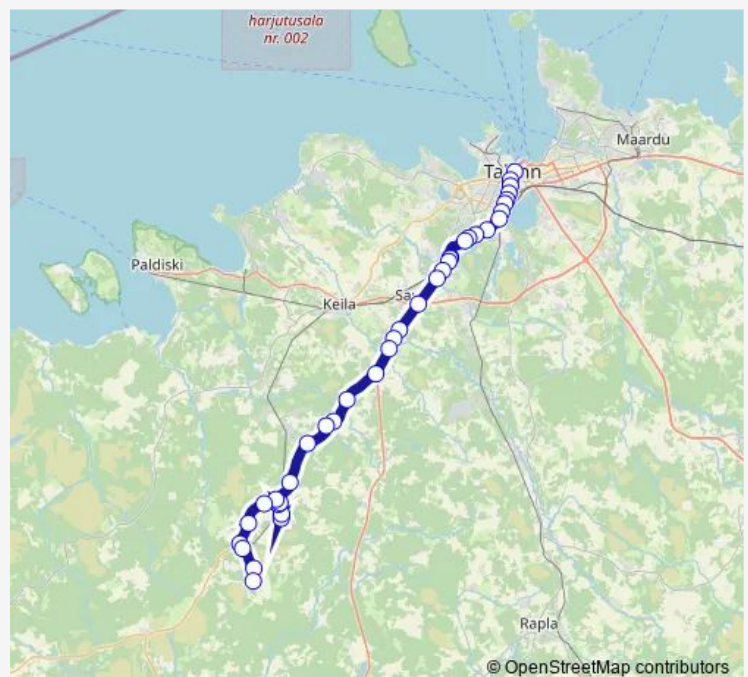 harjutusala
nr. 002
Maardu
Paldiski
Keila
Rapla
© OpenStreetMap contributors